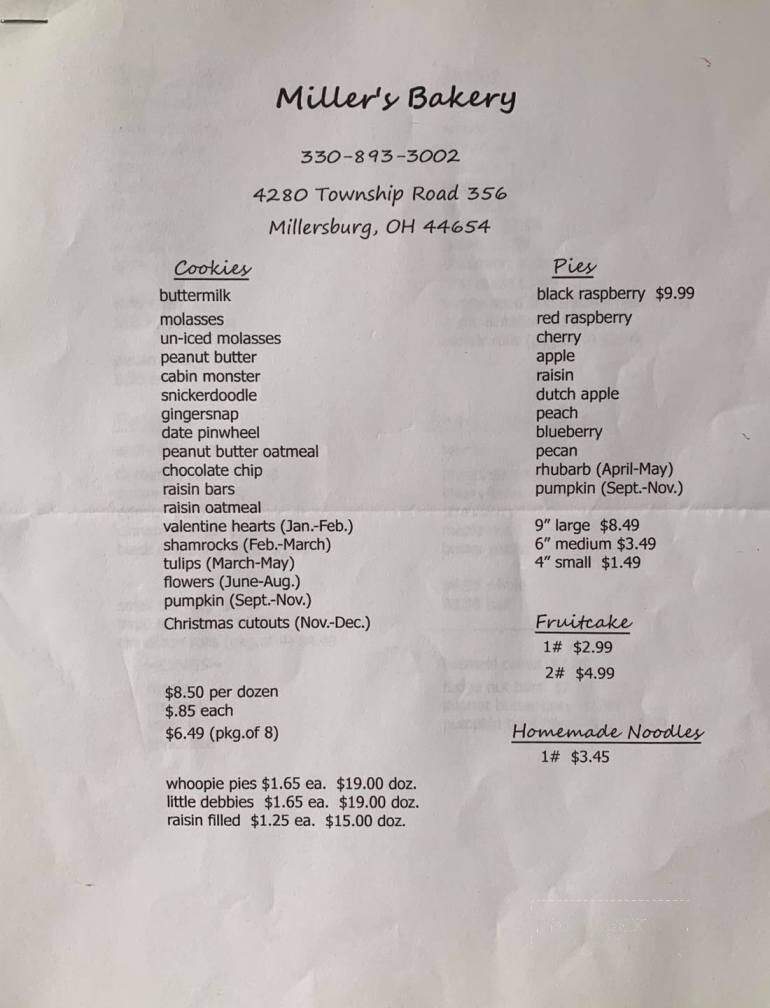 Miller's Bakery
330-893-3002
4280 Township Road 356
Millersburg, OH 44654
Cookies
buttermilk
molasses
un-iced molasses
peanut butter
cabin monster
snickerdoodle
gingersnap
date pinwheel
peanut butter oatmeal
chocolate chip
raisin bars
raisin oatmeal
valentine hearts (Jan.-Feb.)
shamrocks (Feb.-March)
tulips (March-May)
flowers (June-Aug.)
pumpkin (Sept.-Nov.)
Christmas cutouts (Nov.-Dec.)
$8.50 per dozen
$.85 each
$6.49 (pkg.of 8)
whoopie pies $1.65 ea. $19.00 doz.
little debbies $1.65 ea. $19.00 doz.
raisin filled $1.25 ea. $15.00 doz.
Pies
black raspberry $9.99
red raspberry
cherry
apple
raisin
dutch apple
peach
blueberry
pecan
rhubarb (April-May)
pumpkin (Sept.-Nov.)
9" large $8.49
6" medium $3.49
4" small $1.49
Fruitcake
1# $2.99
2# $4.99
Homemade Noodles
1# $3.45